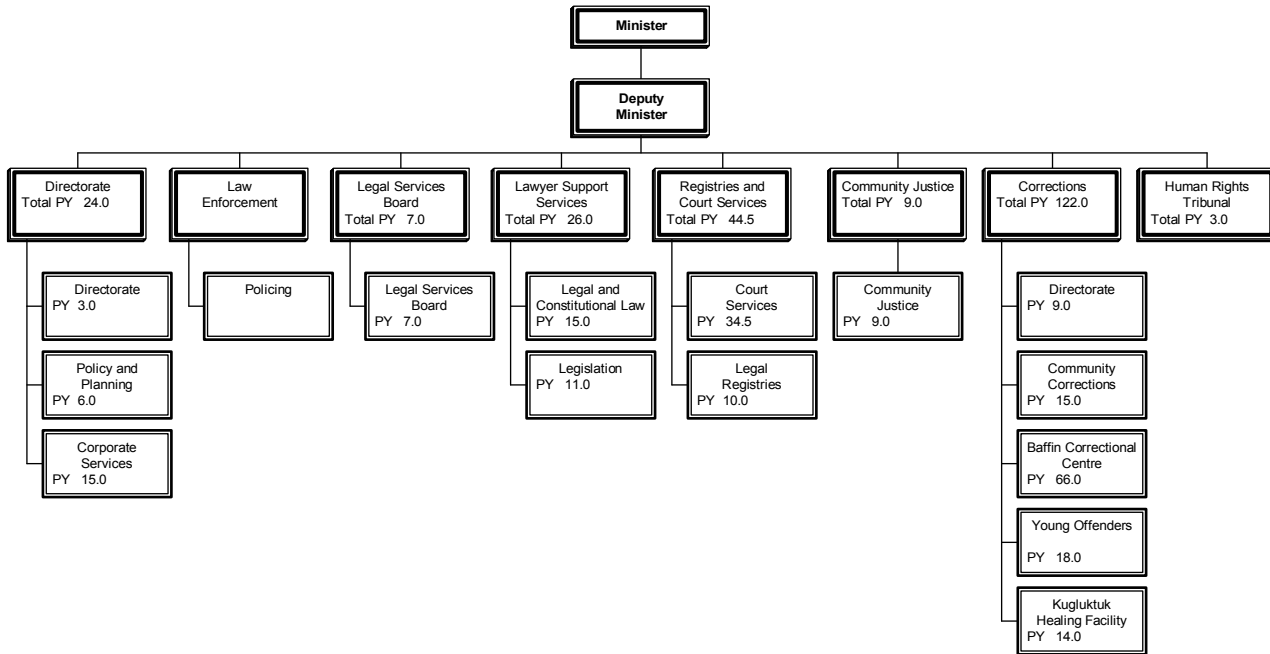 Minister
Deputy
Minister
Directorate
Total PY 24.0
Law
Enforcement
Legal Services
Board
Total PY 7.0
Lawyer Support
Services
Total PY 26.0
Registries and
Court Services
Total PY 44.5
Community Justice
Total PY 9.0
Corrections
Total PY 122.0
Human Rights
Tribunal
Total PY 3.0
Directorate
PY 3.0
Policy and
Planning
PY 6.0
Corporate
Services
PY 15.0
Policing
Legal Services
Board
PY 7.0
Legal and
Constitutional Law
PY 15.0
Legislation
PY 11.0
Court
Services
PY 34.5
Legal
Registries
PY 10.0
Community
Justice
PY 9.0
Directorate
PY 9.0
Community
Corrections
PY 15.0
Baffin Correctional
Centre
PY 66.0
Young Offenders
PY 18.0
Kugluktuk
Healing Facility
PY 14.0